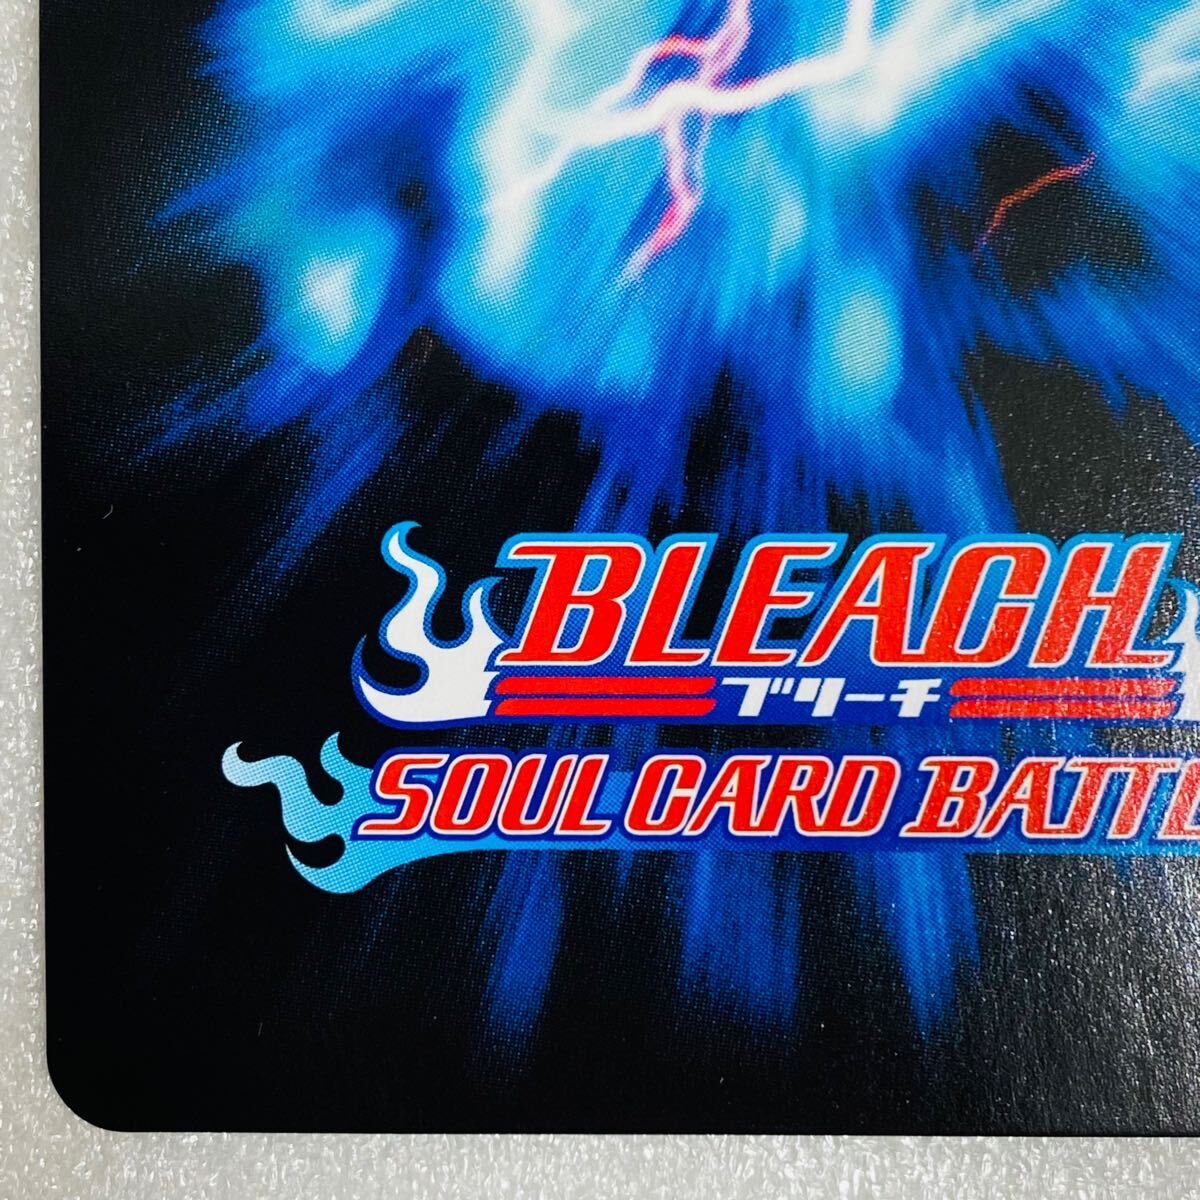 BLEACH
ブリーチ
SOUL CARD BATTL